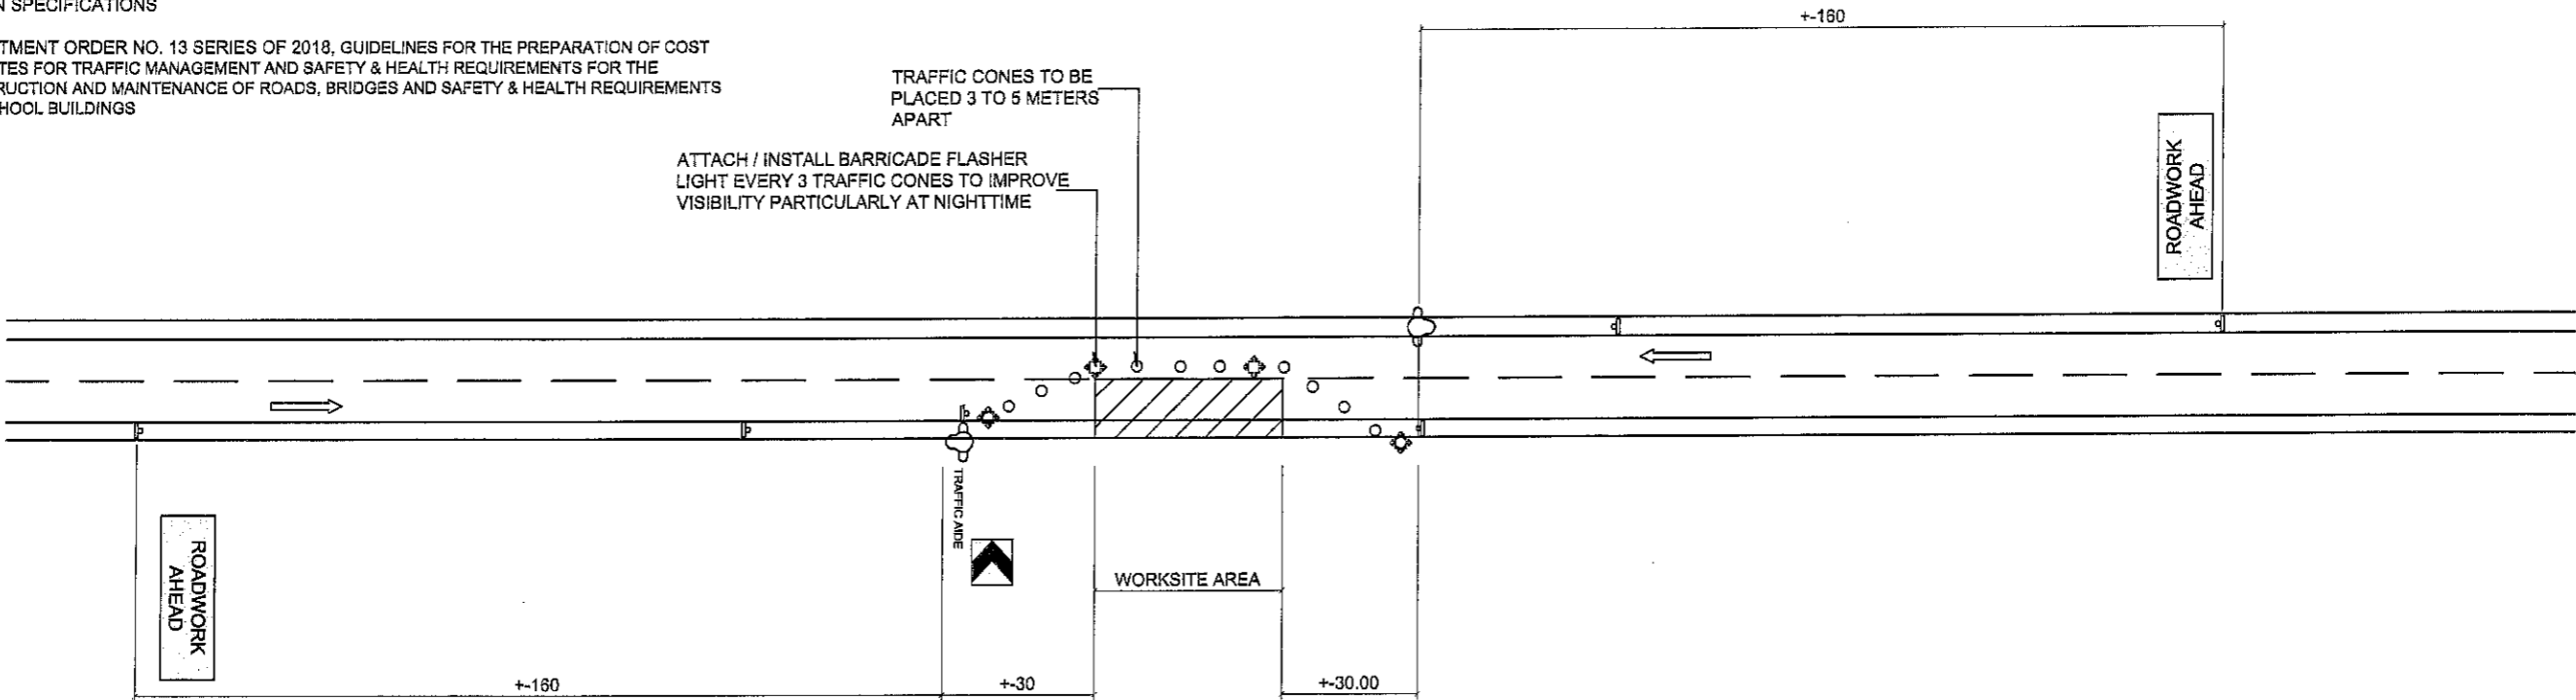 N SPECIFICATIONS
TMENT ORDER NO. 13 SERIES OF 2018, GUIDELINES FOR THE PREPARATION OF COST
TES FOR TRAFFIC MANAGEMENT AND SAFETY & HEALTH REQUIREMENTS FOR THE
RUCTION AND MAINTENANCE OF ROADS, BRIDGES AND SAFETY & HEALTH REQUIREMENTS
HOOL BUILDINGS
TRAFFIC CONES TO BE
PLACED 3 TO 5 METERS
APART
ATTACH / INSTALL BARRICADE FLASHER
LIGHT EVERY 3 TRAFFIC CONES TO IMPROVE
VISIBILITY PARTICULARLY AT NIGHTTIME
+-160
ROADWORK
AHEAD
TRAFFIC AIDE
WORKSITE AREA
ROADWORK
AHEAD
+-160
+-30
+-30.00